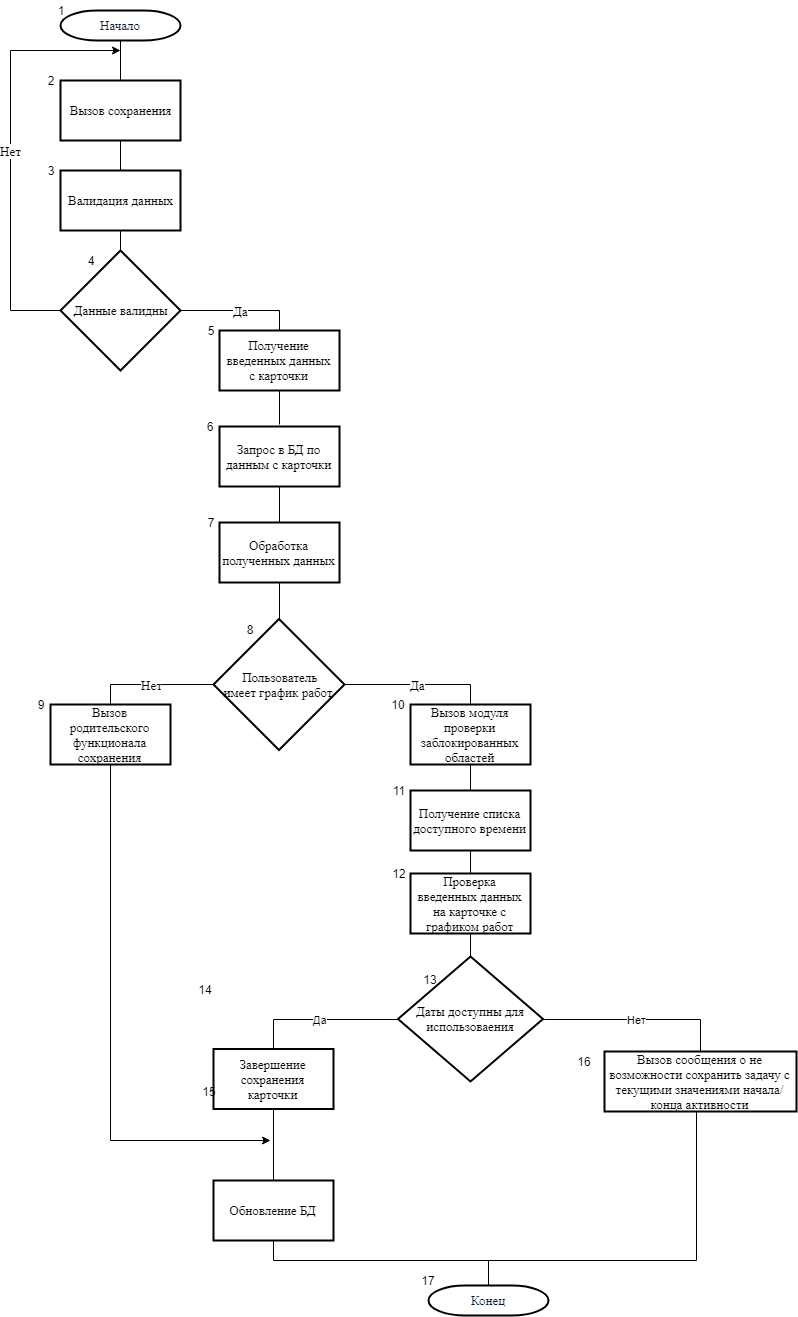 1
Начало
2
Вызов сохранения
Нет
3
Валидация данных
4
Данные валидны
Да
5
Получение
введенных данных
с карточки
6
Запрос в БД по
данным с карточки
7
Обработка
полученных данных
8
Пользователь
имеет график работ
Нет
Да
9
Вызов
родительского
функционала
сохранения
10
Вызов модуля
проверки
заблокированных
областей
11
Получение списка
доступного времени
12
Проверка
введенных данных
на карточке с
графиком работ
13
Даты доступны для
использоваения
14
Да
Нет
Завершение
сохранения
карточки
15
16
Вызов сообщения о не
возможности сохранить задачу с
текущими значениями начала/
конца активности
Обновление БД
17
Конец